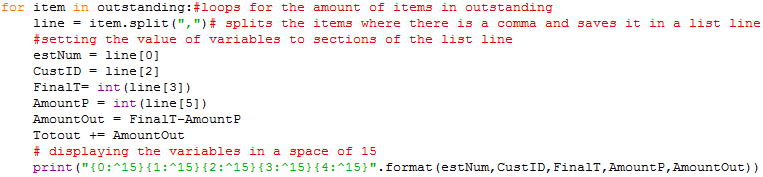 for item in outstanding:#loops for the amount of items in outstanding
line = item.split(",")# splits the items where there is a comma and saves it in a list line
#setting the value of variables to sections of the list line
estNum = line[0]
CustID = line[2]
FinalT= int(line[3])
AmountP = int(line[5])
AmountOut = FinalT-AmountP
Totout += AmountOut
# displaying the variables in a space of 15
print("{0:^15}{1:^15}{2:^15}{3:^15}{4:^15}".format(estNum,CustID,FinalT,AmountP,AmountOut))